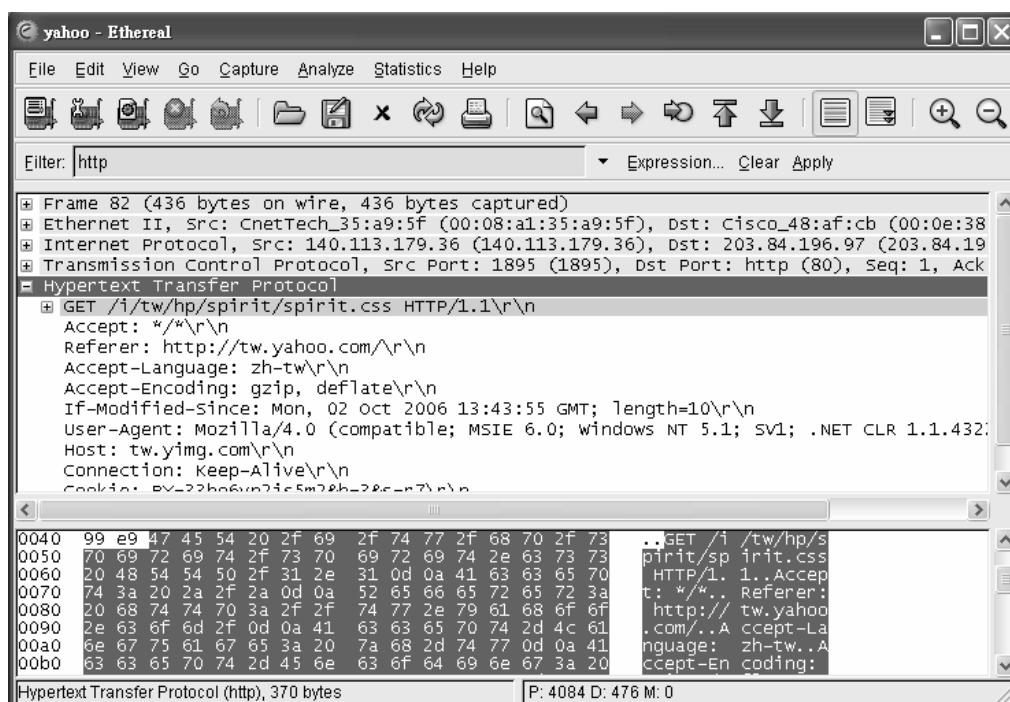 yahoo - Ethereal
File Edit View Go Capture Analyze Statistics Help
Filter: http Expression... Clear Apply
Frame 82 (436 bytes on wire, 436 bytes captured)
Ethernet II, Src: CnetTech_35:a9:5f (00:08:a1:35:a9:5f), Dst: Cisco_48:af:cb (00:0e:38
Internet Protocol, Src: 140.113.179.36 (140.113.179.36), Dst: 203.84.196.97 (203.84.19
Transmission Control Protocol, Src Port: 1895 (1895), Dst Port: http (80), Seq: 1, Ack
Hypertext Transfer Protocol
GET /i/tw/hp/spirit/spirit.css HTTP/1.1\r\n
Accept: */*\r\n
Referer: http://tw.yahoo.com/\r\n
Accept-Language: zh-tw\r\n
Accept-Encoding: gzip, deflate\r\n
If-Modified-Since: Mon, 02 Oct 2006 13:43:55 GMT; length=10\r\n
User-Agent: Mozilla/4.0 (compatible; MSIE 6.0; Windows NT 5.1; SV1; .NET CLR 1.1.432
Host: tw.yimg.com\r\n
Connection: Keep-Alive\r\n
0040 99 e9 47 45 54 20 2f 69 2f 74 77 2f 68 70 2f 73 ..GET /i /tw/hp/s
0050 70 69 72 69 74 2f 73 70 69 72 69 74 2e 63 73 73 pirit/sp irit.css
0060 20 48 54 54 50 2f 31 2e 31 0d 0a 41 63 63 65 70 HTTP/1. 1..Accep
0070 74 3a 20 2a 2f 2a 0d 0a 52 65 66 65 72 65 72 3a t: */*.. Referer:
0080 20 68 74 74 70 3a 2f 2f 74 77 2e 79 61 68 6f 6f http:// tw.yahoo
0090 2e 63 6f 6d 2f 0d 0a 41 63 63 65 70 74 2d 4c 61 .com/..A ccept-La
00a0 6e 67 75 61 67 65 3a 20 7a 68 2d 74 77 0d 0a 41 nguage: zh-tw..A
00b0 63 63 65 70 74 2d 45 6e 63 6f 64 69 6e 67 3a 20 ccept-En coding:
Hypertext Transfer Protocol (http), 370 bytes P: 4084 D: 476 M: 0